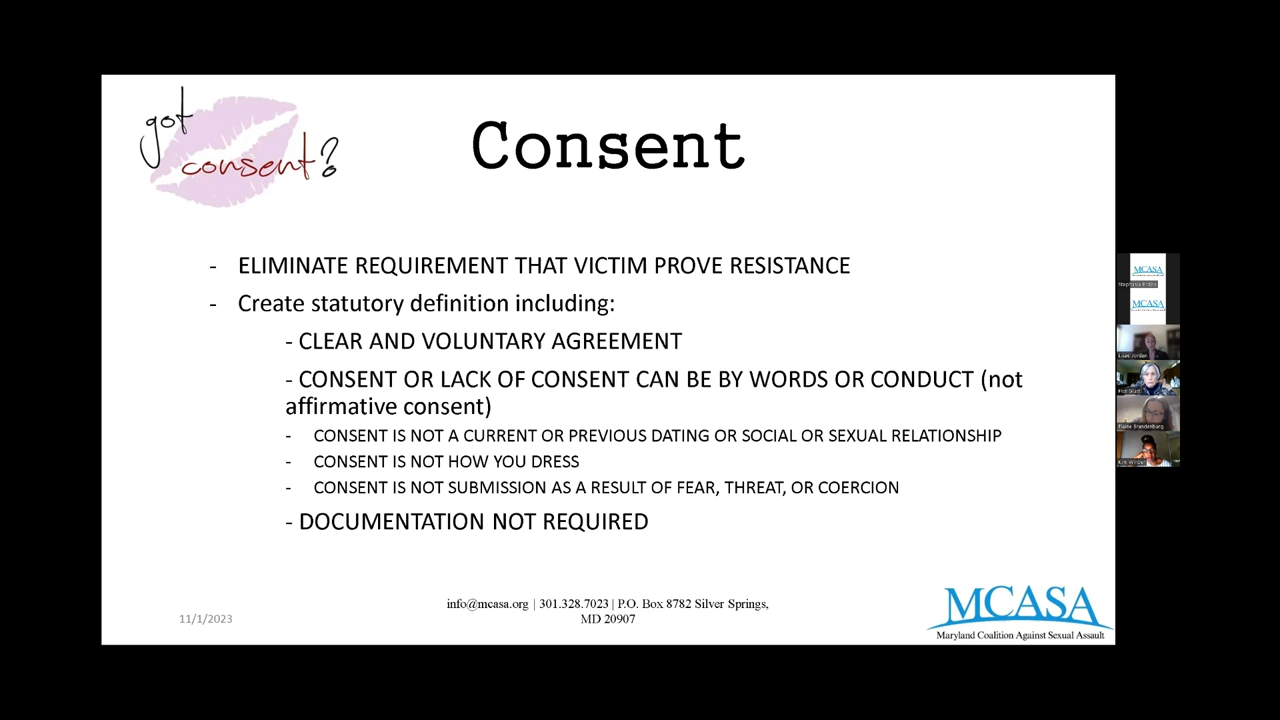 got
consent?
Consent
- ELIMINATE REQUIREMENT THAT VICTIM PROVE RESISTANCE
- Create statutory definition including:
- CLEAR AND VOLUNTARY AGREEMENT
- CONSENT OR LACK OF CONSENT CAN BE BY WORDS OR CONDUCT (not
affirmative consent)
- CONSENT IS NOT A CURRENT OR PREVIOUS DATING OR SOCIAL OR SEXUAL RELATIONSHIP
- CONSENT IS NOT HOW YOU DRESS
- CONSENT IS NOT SUBMISSION AS A RESULT OF FEAR, THREAT, OR COERCION
- DOCUMENTATION NOT REQUIRED
11/1/2023
info@mcasa.org | 301.328.7023 | P.O. Box 8782 Silver Springs,
MD 20907
MCASA
Maryland Coalition Against Sexual Assault
MCASA
MCASA
Elaine Brandenburg